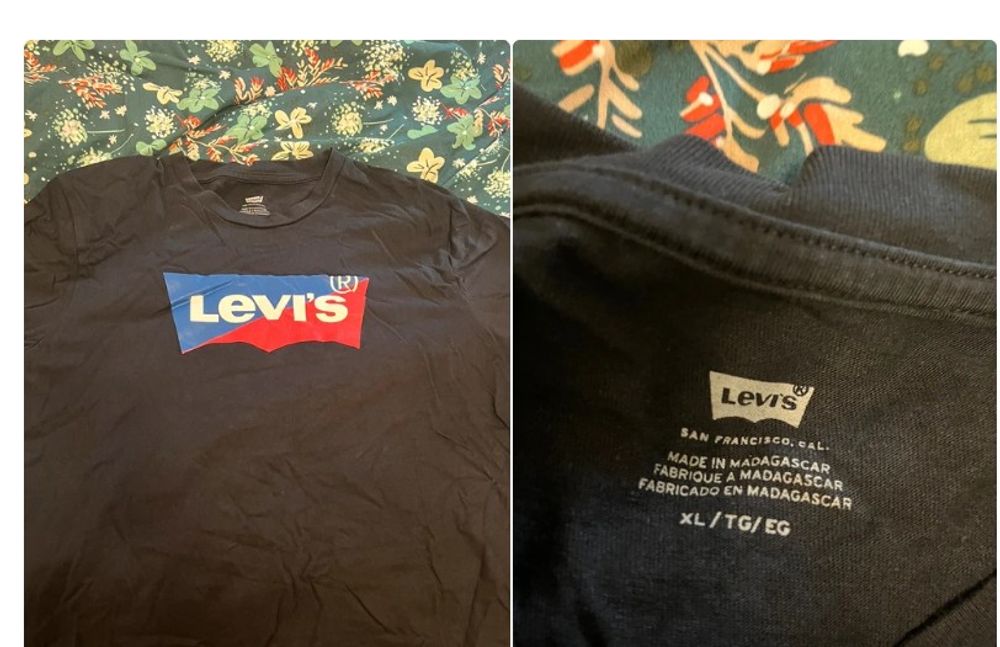 Levi's®
Levi's®
SAN FRANCISCO, CAL.
MADE IN MADAGASCAR
FABRIQUE A MADAGASCAR
FABRICADO EN MADAGASCAR
XL / TG/ EG